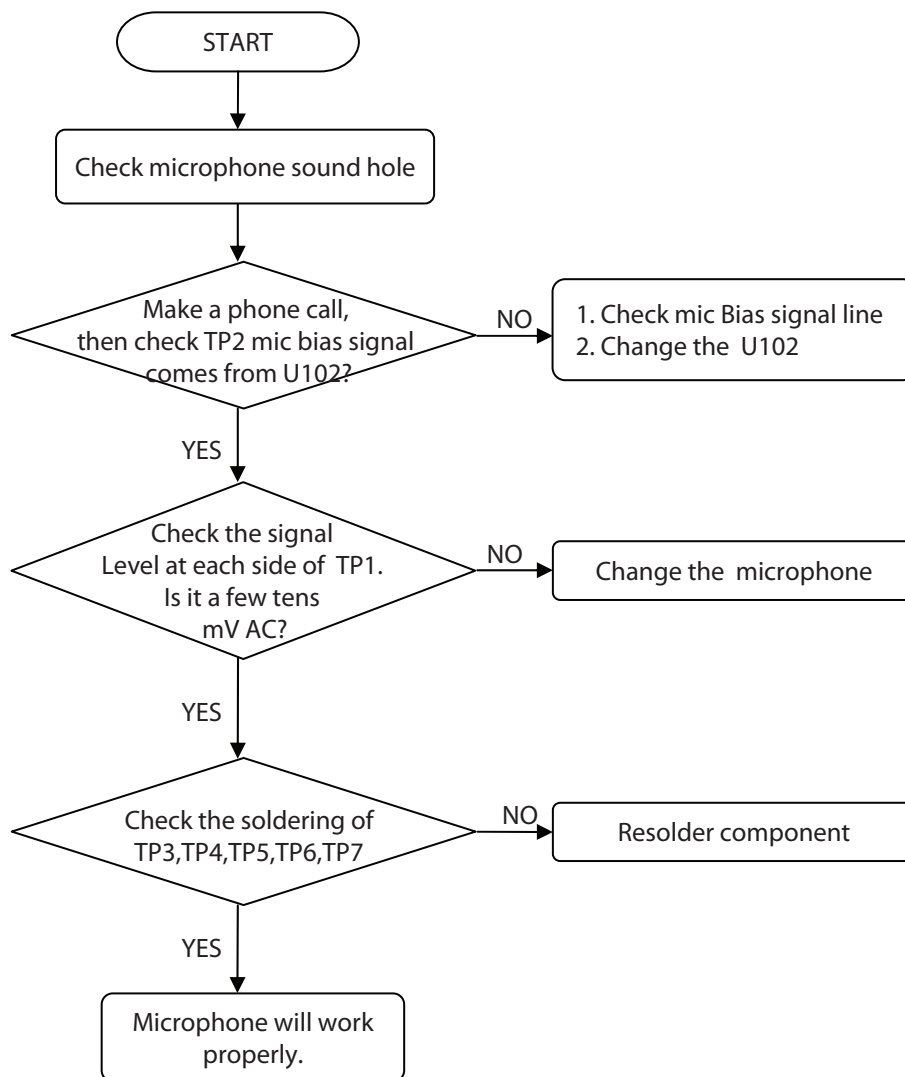 START
Check microphone sound hole
Make a phone call,
then check TP2 mic bias signal
comes from U102?
NO
1. Check mic Bias signal line
2. Change the U102
YES
Check the signal
Level at each side of TP1.
Is it a few tens
mV AC?
NO
Change the microphone
YES
Check the soldering of
TP3,TP4,TP5,TP6,TP7
NO
Resolder component
YES
Microphone will work
properly.